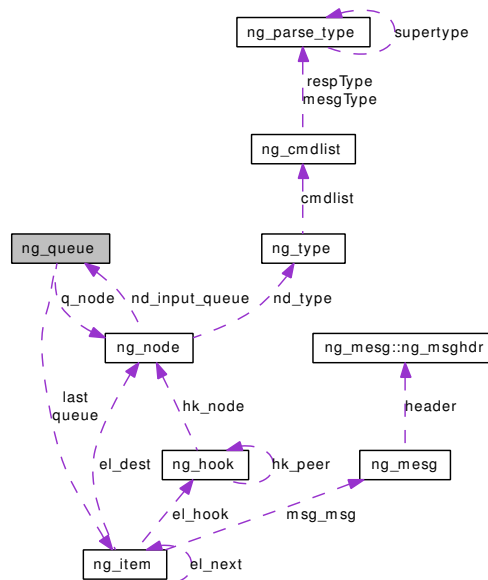 ng_parse_type
supertype
respType
mesgType
ng_cmdlist
cmdlist
ng_queue
ng_type
q_node
nd_input_queue
nd_type
ng_node
ng_mesg::ng_msghdr
last
queue
hk_node
header
el_dest
ng_hook
hk_peer
ng_mesg
el_hook
msg_msg
ng_item
el_next